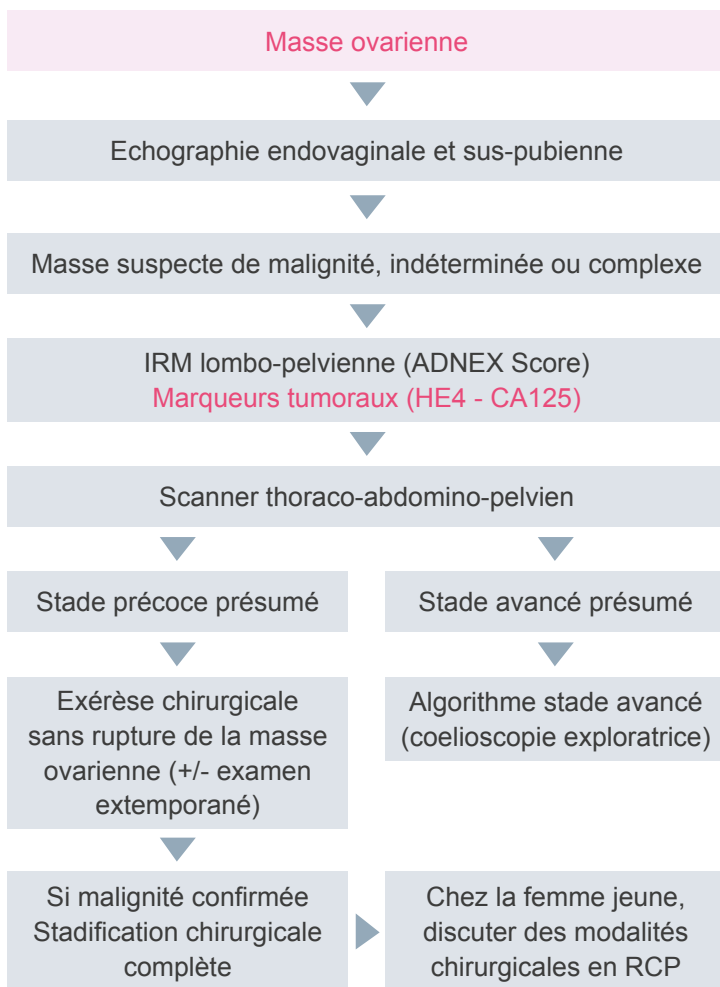 Masse ovarienne
Echographie endovaginale et sus-pubienne
Masse suspecte de malignité, indéterminée ou complexe
IRM lombo-pelvienne (ADNEX Score)
Marqueurs tumoraux (HE4 - CA125)
Scanner thoraco-abdomino-pelvien
Stade précoce présumé
Stade avancé présumé
Exérèse chirurgicale
sans rupture de la masse
ovarienne (+/- examen
extemporané)
Algorithme stade avancé
(coelioscopie exploratrice)
Si malignité confirmée
Stadification chirurgicale
complète
Chez la femme jeune,
discuter des modalités
chirurgicales en RCP